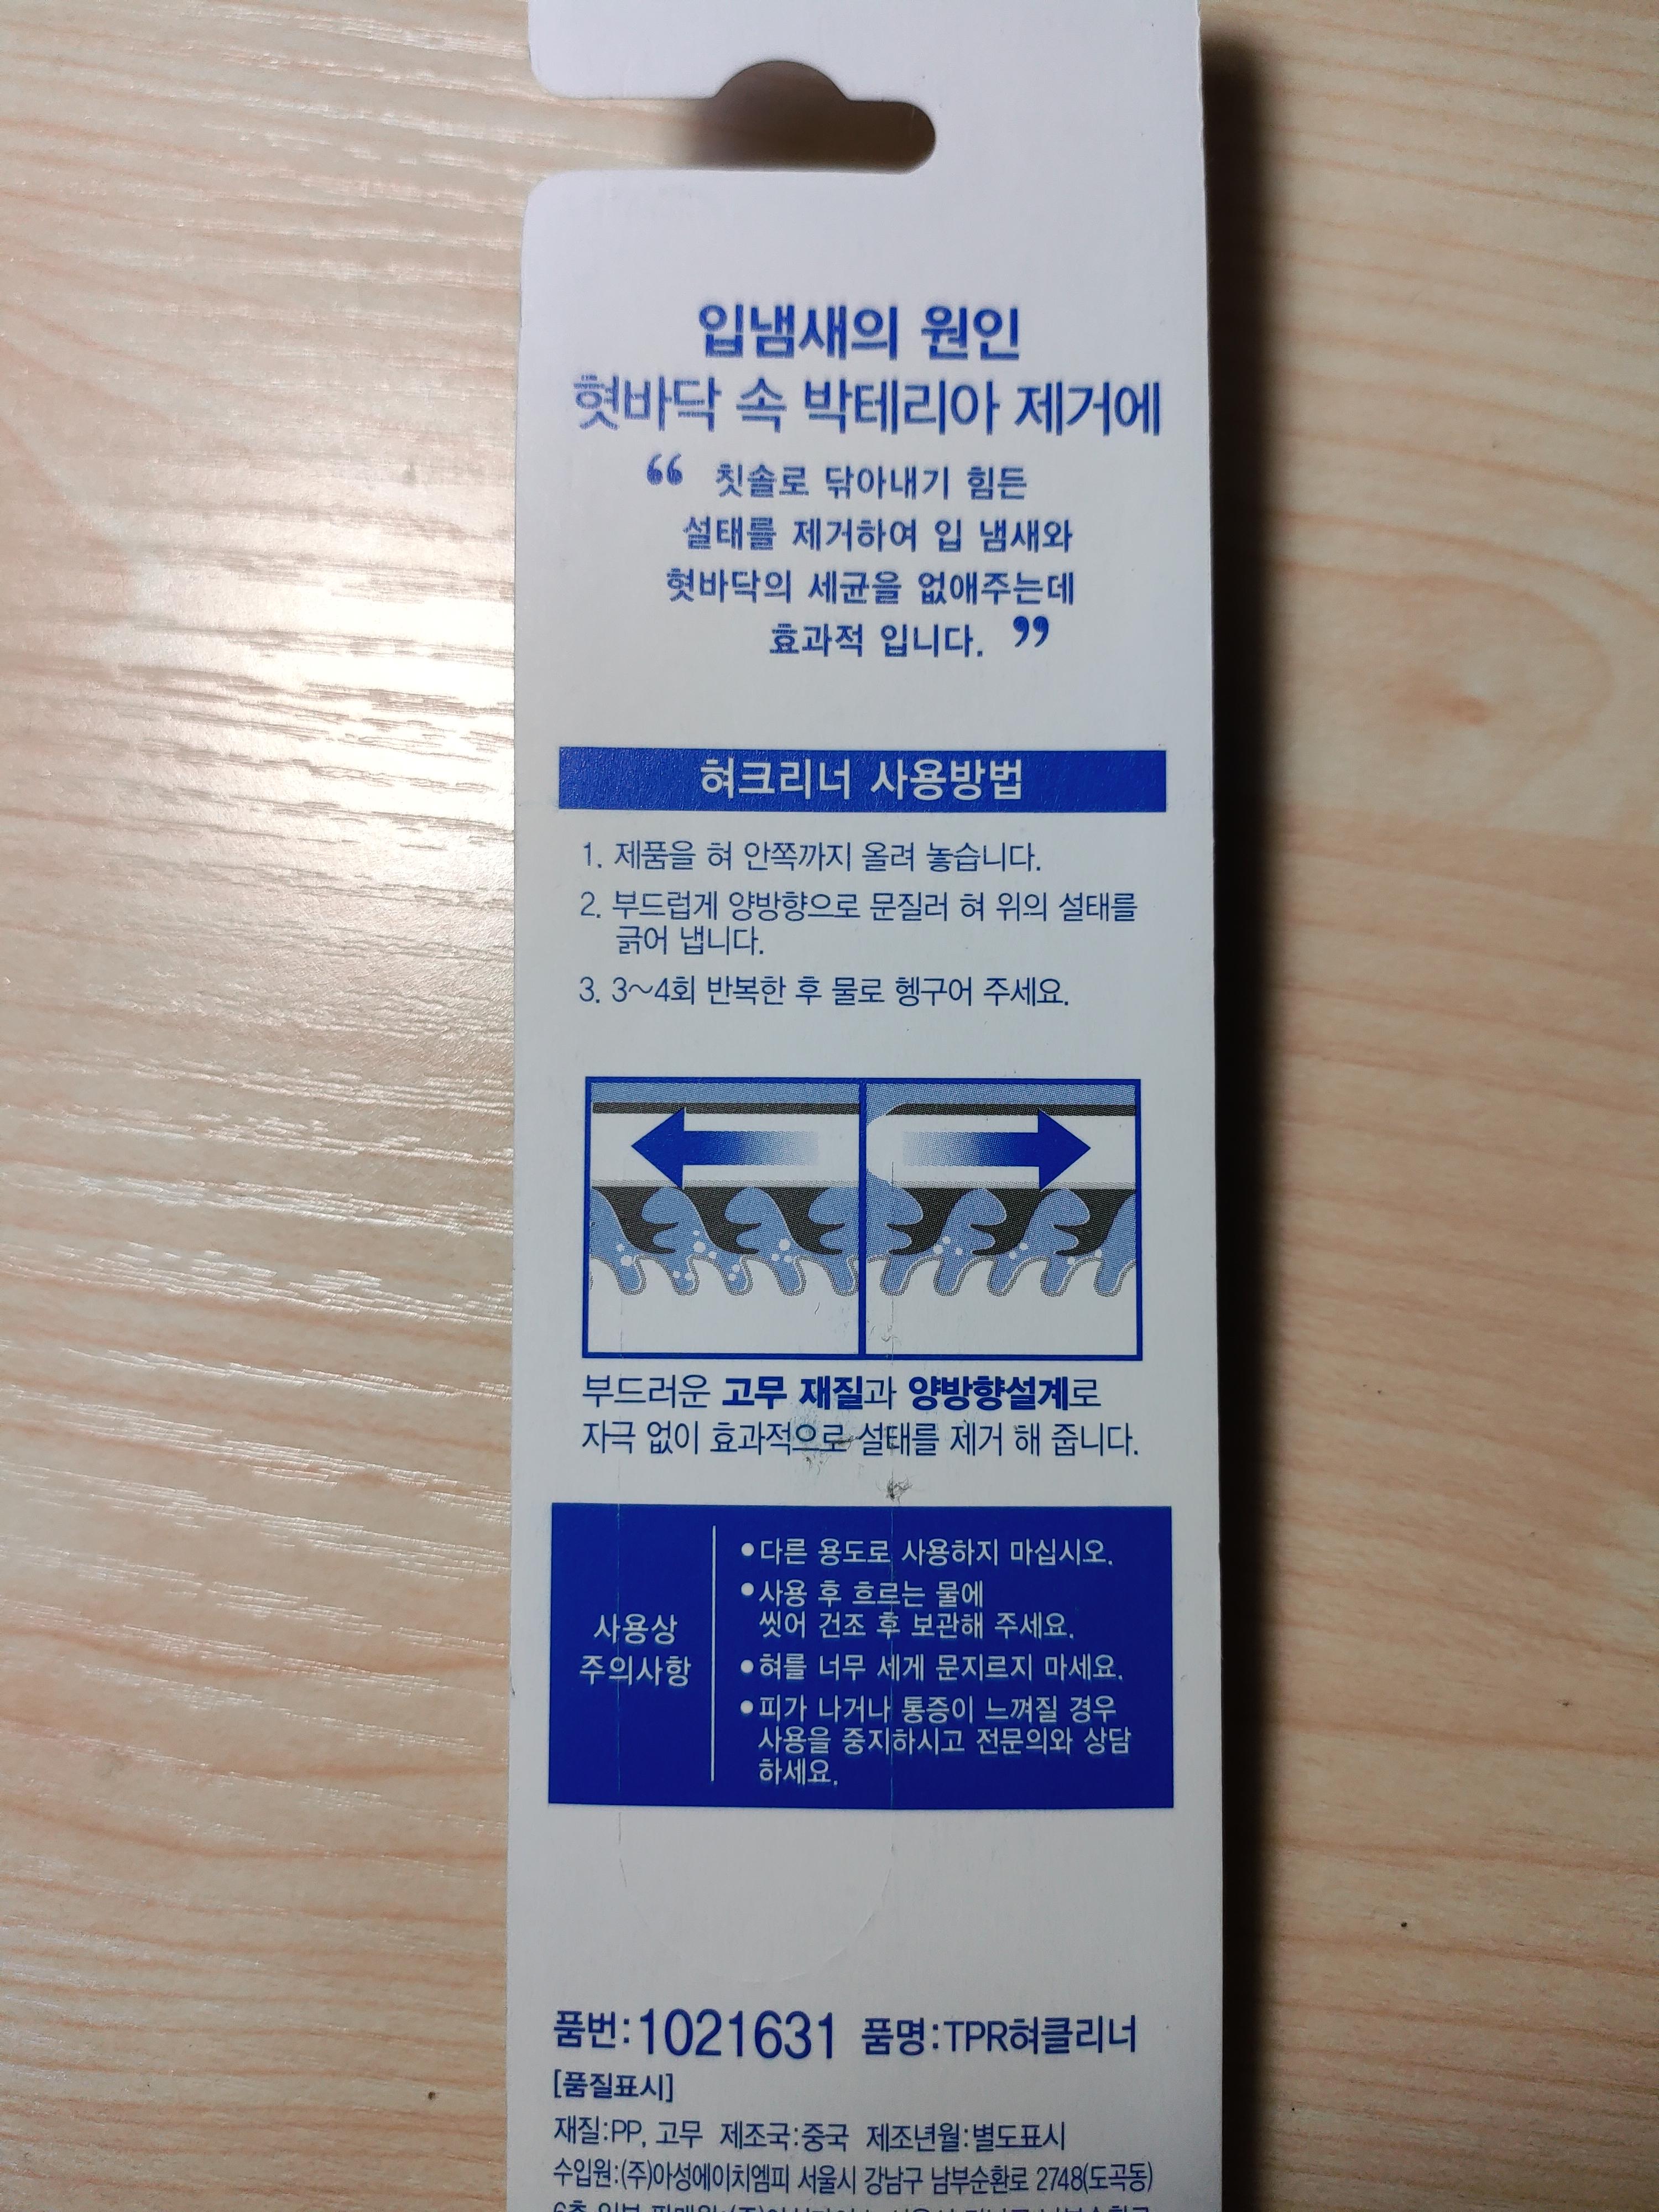 입냄새의 원인
혓바닥 속 박테리아 제거에
“ 칫솔로 닦아내기 힘든
설태를 제거하여 입 냄새와
혓바닥의 세균을 없애주는데
효과적 입니다. ”
혀크리너 사용방법
1. 제품을 혀 안쪽까지 올려 놓습니다.
2. 부드럽게 양방향으로 문질러 혀 위의 설태를
긁어 냅니다.
3. 3~4회 반복한 후 물로 헹구어 주세요.
부드러운 고무 재질과 양방향설계로
자극 없이 효과적으로 설태를 제거 해 줍니다.
사용상
주의사항
•다른 용도로 사용하지 마십시오.
•사용 후 흐르는 물에
씻어 건조 후 보관해 주세요.
•혀를 너무 세게 문지르지 마세요.
•피가 나거나 통증이 느껴질 경우
사용을 중지하시고 전문의와 상담
하세요.
품번:1021631 품명:TPR혀클리너
[품질표시]
재질:PP, 고무 제조국:중국 제조년월:별도표시
수입원:(주)아성에이치엠피 서울시 강남구 남부순환로 2748(도곡동)